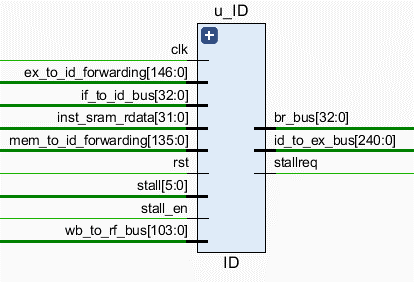 u_ID
clk
ex_to_id_forwarding[146:0]
if_to_id_bus[32:0]
inst_sram_rdata[31:0]
mem_to_id_forwarding[135:0]
rst
stall[5:0]
stall_en
wb_to_rf_bus[103:0]
br_bus[32:0]
id_to_ex_bus[240:0]
stallreq
ID